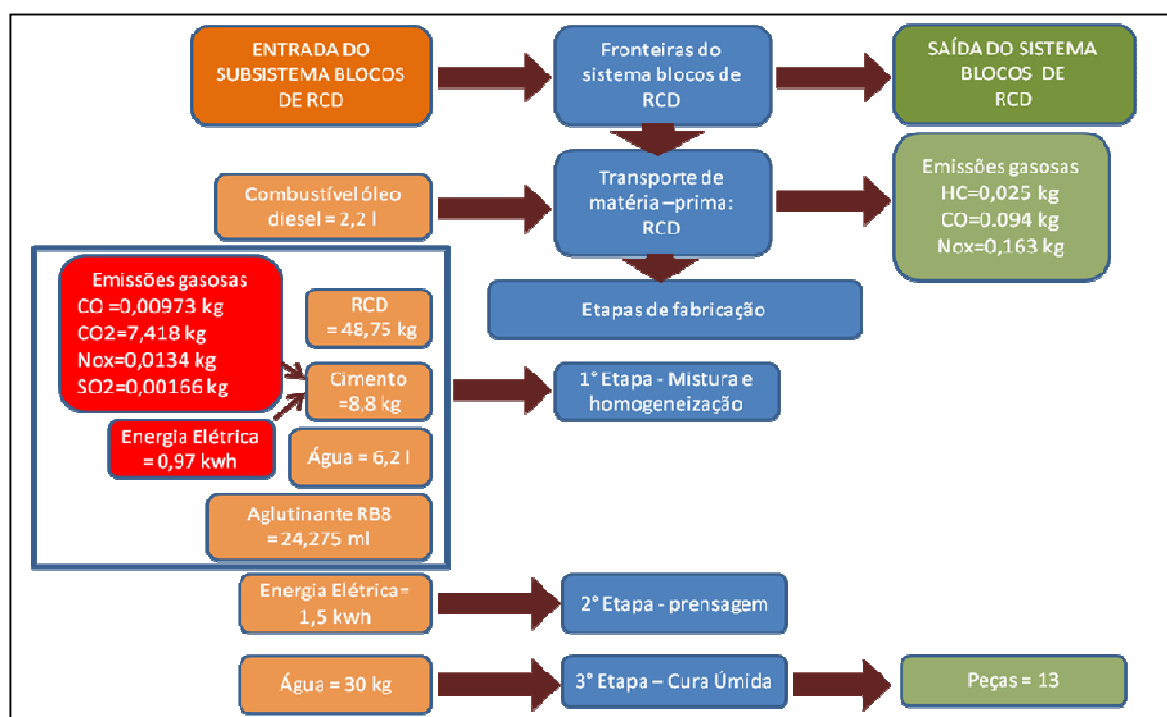 ENTRADA DO
SUBSISTEMA BLOCOS
DE RCD
Fronteiras do
sistema blocos de
RCD
SAÍDA DO SISTEMA
BLOCOS DE
RCD
Combustível óleo
diesel = 2,2 l
Transporte de
matéria –prima:
RCD
Emissões gasosas
HC=0,025 kg
CO=0.094 kg
Nox=0,163 kg
Etapas de fabricação
Emissões gasosas
CO =0,00973 kg
CO2=7,418 kg
Nox=0,0134 kg
SO2=0,00166 kg
RCD
= 48,75 kg
Cimento
=8,8 kg
Energia Elétrica
= 0,97 kwh
Água = 6,2 l
Aglutinante RB8
= 24,275 ml
1° Etapa - Mistura e
homogeneização
Energia Elétrica=
1,5 kwh
2° Etapa - prensagem
Água = 30 kg
3° Etapa – Cura Úmida
Peças = 13